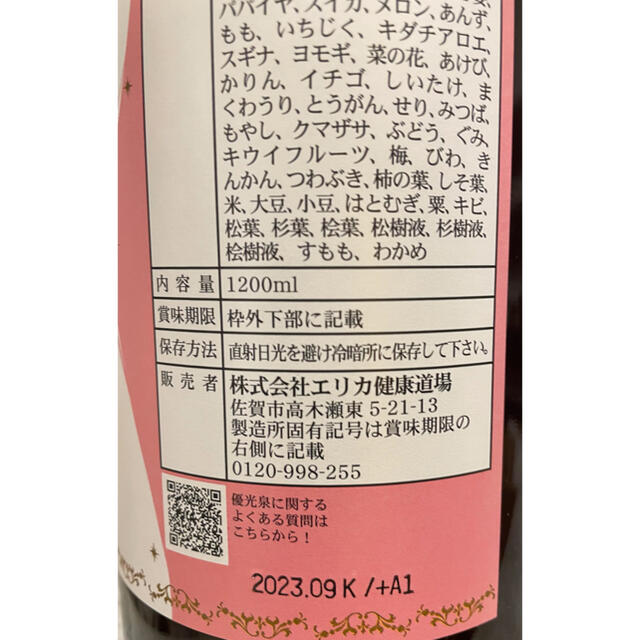 パパイヤ、スイカ、メロン、あんず、
もも、いちじく、キダチアロエ、
スギナ、ヨモギ、菜の花、あけび、
かりん、イチゴ、しいたけ、ま
くわうり、とうがん、せり、みつば、
もやし、クマザサ、ぶどう、ぐみ、
キウイフルーツ、梅、びわ、き
んかん、つわぶき、柿の葉、しそ葉、
米、大豆、小豆、はとむぎ、粟、キビ、
松葉、杉葉、桧葉、松樹液、杉樹液、
桧樹液、すもも、わかめ
内容量 1200ml
賞味期限 枠外下部に記載
保存方法 直射日光を避け冷暗所に保存して下さい。
販売者 株式会社エリカ健康道場
佐賀市高木瀬東 5-21-13
製造所固有記号は賞味期限の
右側に記載
0120-998-255
優光泉に関する
よくある質問は
こちらから！
2023.09 K /+A1